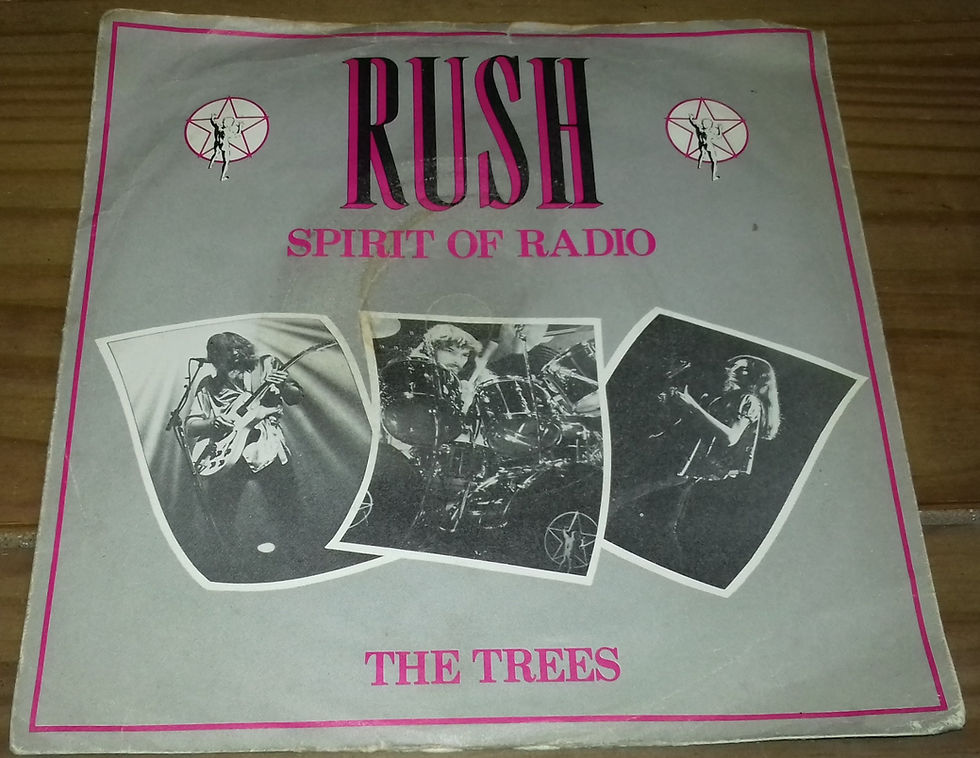 RUSH
SPIRIT OF RADIO
THE TREES